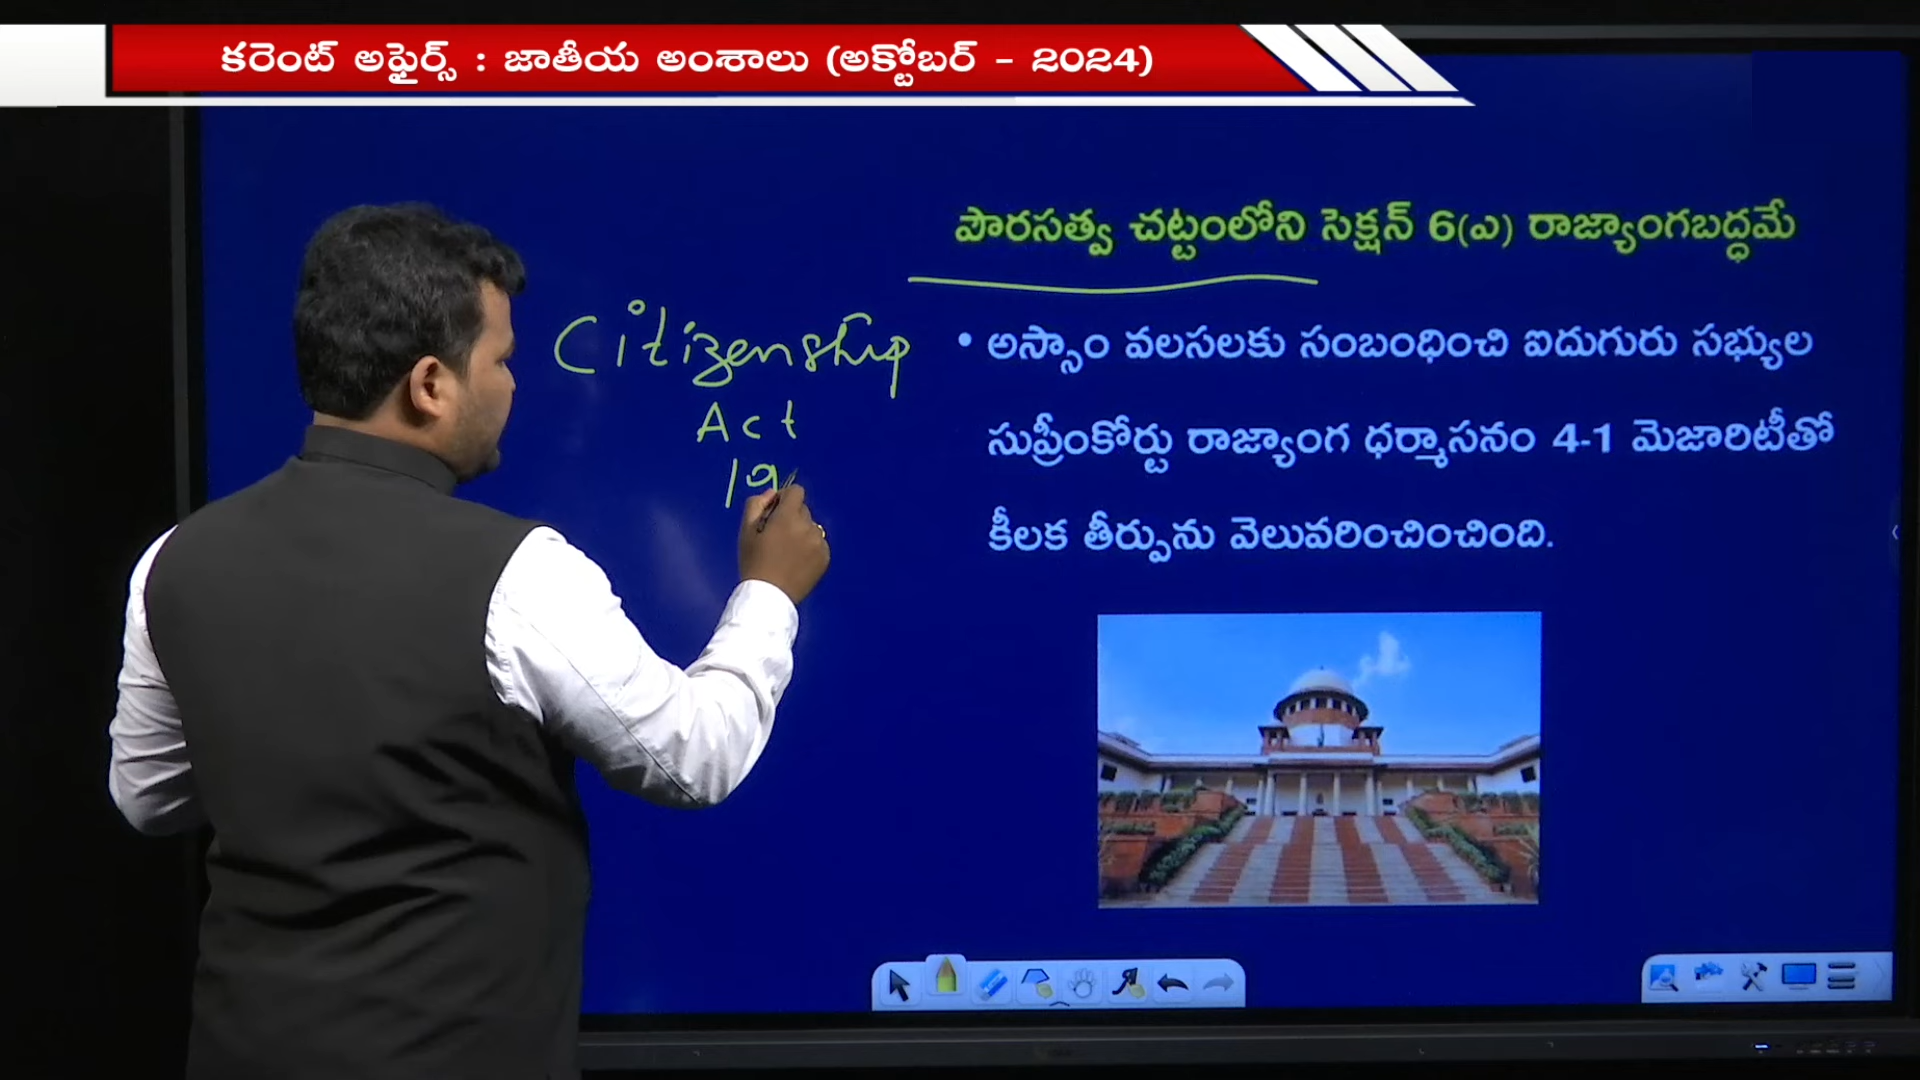 కరెంట్ అఫైర్స్ : జాతీయ అంశాలు (అక్టోబర్ - 2024)
పౌరసత్వ చట్టంలోని సెక్షన్ 6(ఎ) రాజ్యాంగబద్ధమే
Citizenship
Act
19
• అస్సాం వలసలకు సంబంధించి ఐదుగురు సభ్యుల
సుప్రీంకోర్టు రాజ్యాంగ ధర్మాసనం 4-1 మెజారిటీతో
కీలక తీర్పును వెలువరించించింది.